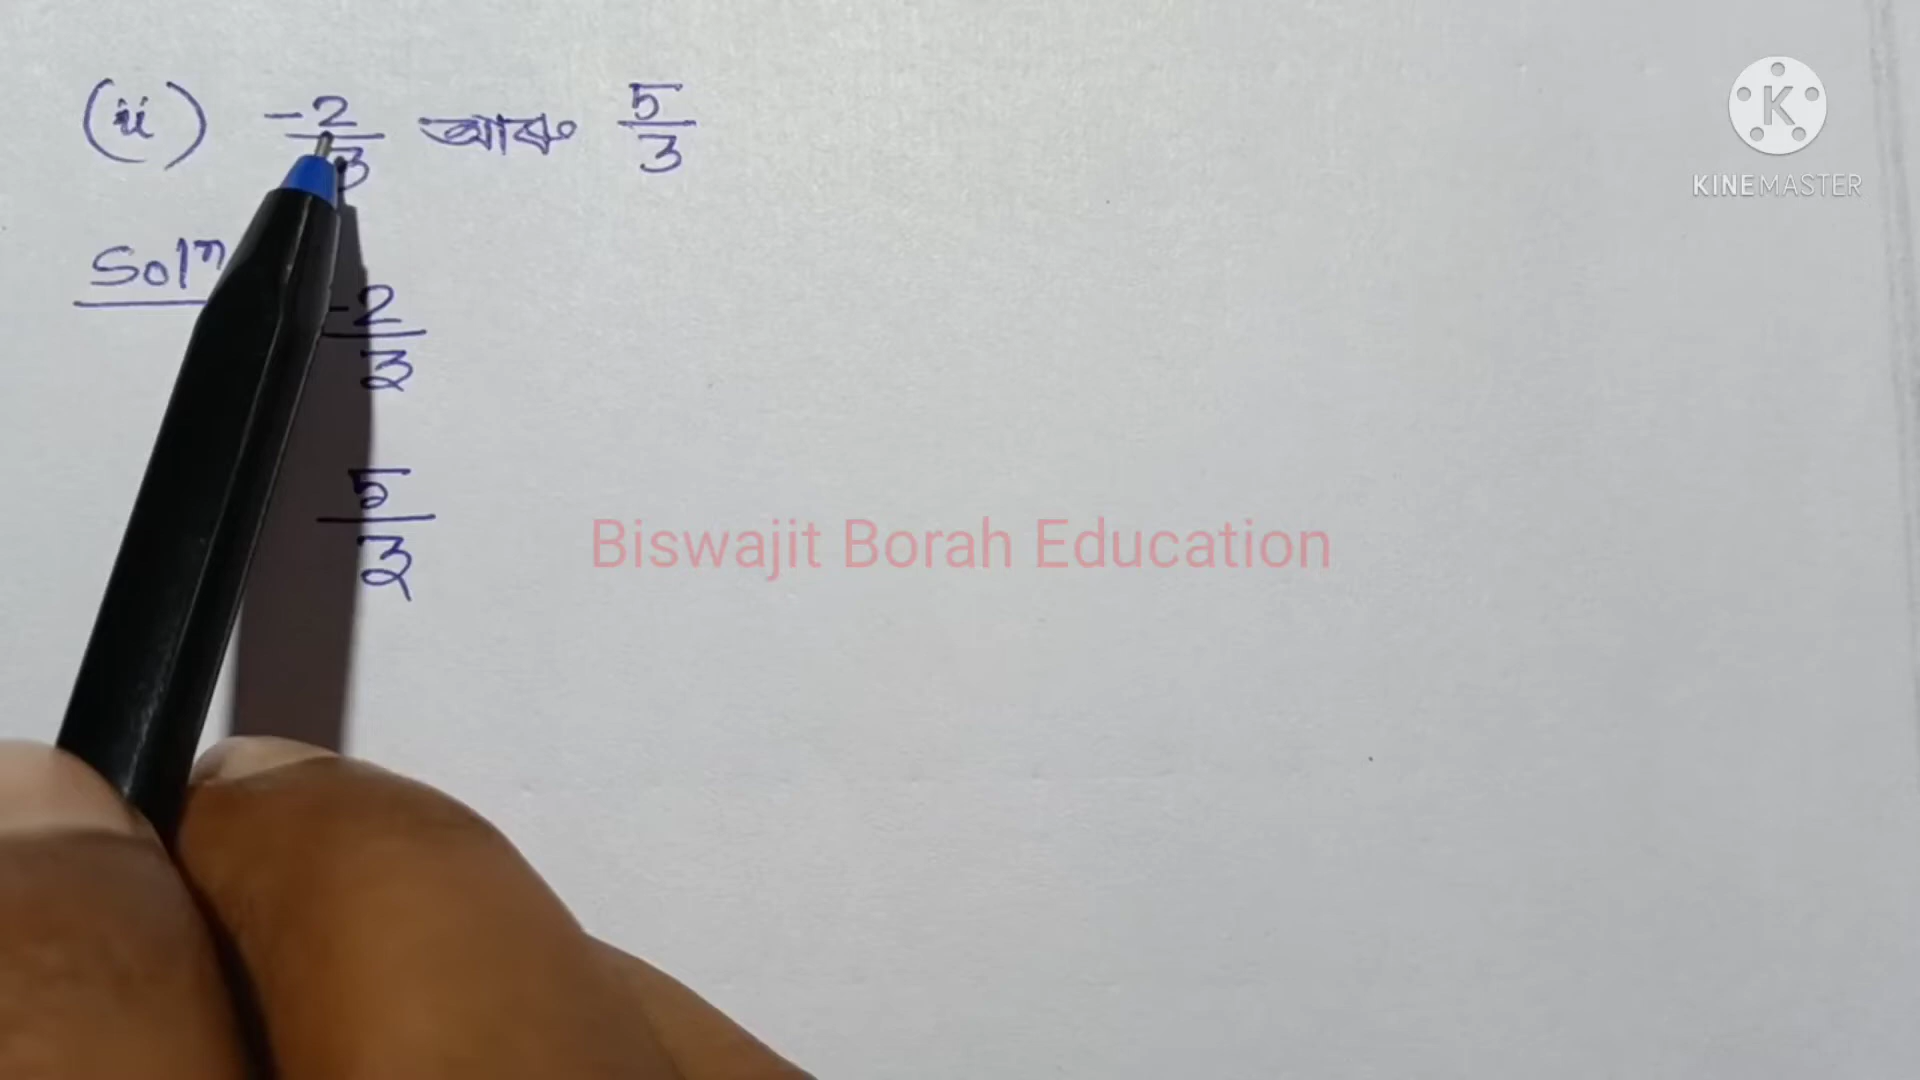 (ii) -2/3 আৰু 5/3
KINEMASTER
Solⁿ
-2/3
5/3
Biswajit Borah Education